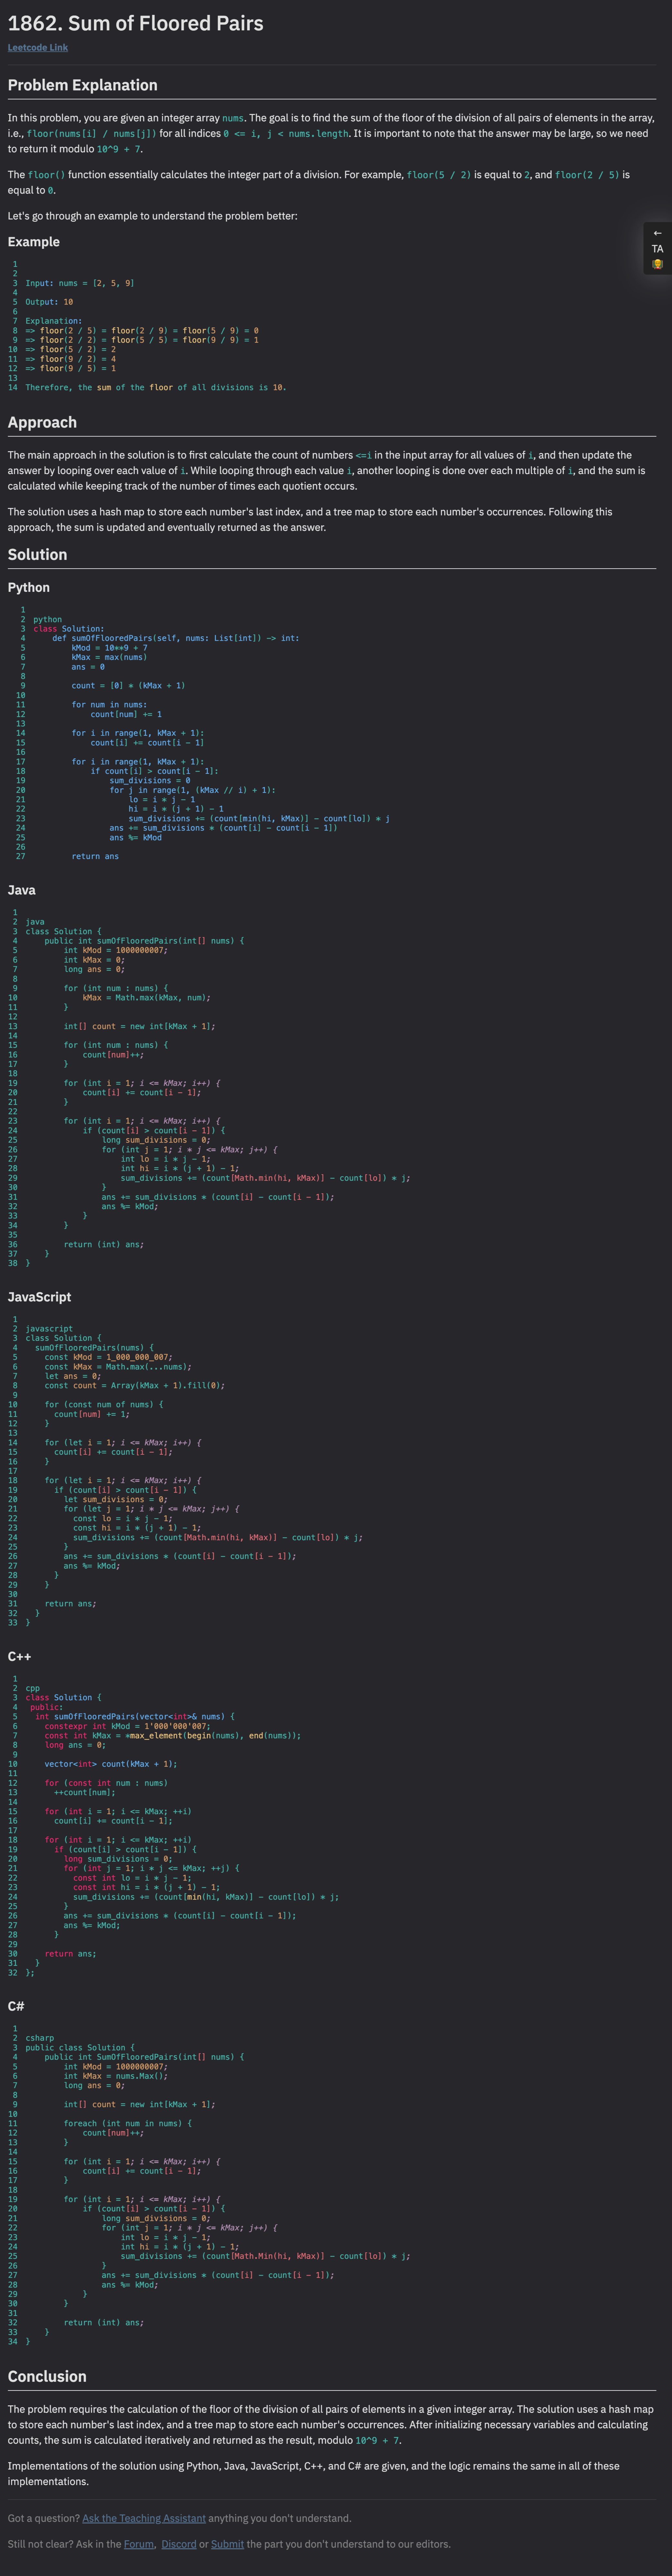 1862. Sum of Floored Pairs
Leetcode Link
Problem Explanation
In this problem, you are given an integer array nums. The goal is to find the sum of the floor of the division of all pairs of elements in the array,
i.e., floor(nums[i] / nums[j]) for all indices 0 <= i, j < nums.length. It is important to note that the answer may be large, so we need
to return it modulo 10^9 + 7.
The floor() function essentially calculates the integer part of a division. For example, floor(5 / 2) is equal to 2, and floor(2 / 5) is
equal to 0.
Let's go through an example to understand the problem better:
←
TA
👨‍🏫
Example
1
2
3 Input: nums = [2, 5, 9]
4
5 Output: 10
6
7 Explanation:
8 => floor(2 / 5) = floor(2 / 9) = floor(5 / 9) = 0
9 => floor(2 / 2) = floor(5 / 5) = floor(9 / 9) = 1
10 => floor(5 / 2) = 2
11 => floor(9 / 2) = 4
12 => floor(9 / 5) = 1
13
14 Therefore, the sum of the floor of all divisions is 10.
Approach
The main approach in the solution is to first calculate the count of numbers <=i in the input array for all values of i, and then update the
answer by looping over each value of i. While looping through each value i, another looping is done over each multiple of i, and the sum is
calculated while keeping track of the number of times each quotient occurs.
The solution uses a hash map to store each number's last index, and a tree map to store each number's occurrences. Following this
approach, the sum is updated and eventually returned as the answer.
Solution
Python
1
2 python
3 class Solution:
4     def sumOfFlooredPairs(self, nums: List[int]) -> int:
5         kMod = 10**9 + 7
6         kMax = max(nums)
7         ans = 0
8
9         count = [0] * (kMax + 1)
10
11         for num in nums:
12             count[num] += 1
13
14         for i in range(1, kMax + 1):
15             count[i] += count[i - 1]
16
17         for i in range(1, kMax + 1):
18             if count[i] > count[i - 1]:
19                 sum_divisions = 0
20                 for j in range(1, (kMax // i) + 1):
21                     lo = i * j - 1
22                     hi = i * (j + 1) - 1
23                     sum_divisions += (count[min(hi, kMax)] - count[lo]) * j
24                 ans += sum_divisions * (count[i] - count[i - 1])
25                 ans %= kMod
26
27         return ans
Java
1
2 java
3 class Solution {
4     public int sumOfFlooredPairs(int[] nums) {
5         int kMod = 1000000007;
6         int kMax = 0;
7         long ans = 0;
8
9         for (int num : nums) {
10             kMax = Math.max(kMax, num);
11         }
12
13         int[] count = new int[kMax + 1];
14
15         for (int num : nums) {
16             count[num]++;
17         }
18
19         for (int i = 1; i <= kMax; i++) {
20             count[i] += count[i - 1];
21         }
22
23         for (int i = 1; i <= kMax; i++) {
24             if (count[i] > count[i - 1]) {
25                 long sum_divisions = 0;
26                 for (int j = 1; i * j <= kMax; j++) {
27                     int lo = i * j - 1;
28                     int hi = i * (j + 1) - 1;
29                     sum_divisions += (count[Math.min(hi, kMax)] - count[lo]) * j;
30                 }
31                 ans += sum_divisions * (count[i] - count[i - 1]);
32                 ans %= kMod;
33             }
34         }
35
36         return (int) ans;
37     }
38 }
JavaScript
1
2 javascript
3 class Solution {
4   sumOfFlooredPairs(nums) {
5     const kMod = 1_000_000_007;
6     const kMax = Math.max(...nums);
7     let ans = 0;
8     const count = Array(kMax + 1).fill(0);
9
10     for (const num of nums) {
11       count[num] += 1;
12     }
13
14     for (let i = 1; i <= kMax; i++) {
15       count[i] += count[i - 1];
16     }
17
18     for (let i = 1; i <= kMax; i++) {
19       if (count[i] > count[i - 1]) {
20         let sum_divisions = 0;
21         for (let j = 1; i * j <= kMax; j++) {
22           const lo = i * j - 1;
23           const hi = i * (j + 1) - 1;
24           sum_divisions += (count[Math.min(hi, kMax)] - count[lo]) * j;
25         }
26         ans += sum_divisions * (count[i] - count[i - 1]);
27         ans %= kMod;
28       }
29     }
30
31     return ans;
32   }
33 }
C++
1
2 cpp
3 class Solution {
4  public:
5   int sumOfFlooredPairs(vector<int>& nums) {
6     constexpr int kMod = 1'000'000'007;
7     const int kMax = *max_element(begin(nums), end(nums));
8     long ans = 0;
9
10     vector<int> count(kMax + 1);
11
12     for (const int num : nums)
13       ++count[num];
14
15     for (int i = 1; i <= kMax; ++i)
16       count[i] += count[i - 1];
17
18     for (int i = 1; i <= kMax; ++i)
19       if (count[i] > count[i - 1]) {
20         long sum_divisions = 0;
21         for (int j = 1; i * j <= kMax; ++j) {
22           const int lo = i * j - 1;
23           const int hi = i * (j + 1) - 1;
24           sum_divisions += (count[min(hi, kMax)] - count[lo]) * j;
25         }
26         ans += sum_divisions * (count[i] - count[i - 1]);
27         ans %= kMod;
28       }
29
30     return ans;
31   }
32 };
C#
1
2 csharp
3 public class Solution {
4     public int SumOfFlooredPairs(int[] nums) {
5         int kMod = 1000000007;
6         int kMax = nums.Max();
7         long ans = 0;
8
9         int[] count = new int[kMax + 1];
10
11         foreach (int num in nums) {
12             count[num]++;
13         }
14
15         for (int i = 1; i <= kMax; i++) {
16             count[i] += count[i - 1];
17         }
18
19         for (int i = 1; i <= kMax; i++) {
20             if (count[i] > count[i - 1]) {
21                 long sum_divisions = 0;
22                 for (int j = 1; i * j <= kMax; j++) {
23                     int lo = i * j - 1;
24                     int hi = i * (j + 1) - 1;
25                     sum_divisions += (count[Math.Min(hi, kMax)] - count[lo]) * j;
26                 }
27                 ans += sum_divisions * (count[i] - count[i - 1]);
28                 ans %= kMod;
29             }
30         }
31
32         return (int) ans;
33     }
34 }
Conclusion
The problem requires the calculation of the floor of the division of all pairs of elements in a given integer array. The solution uses a hash map
to store each number's last index, and a tree map to store each number's occurrences. After initializing necessary variables and calculating
counts, the sum is calculated iteratively and returned as the result, modulo 10^9 + 7.
Implementations of the solution using Python, Java, JavaScript, C++, and C# are given, and the logic remains the same in all of these
implementations.
Got a question? Ask the Teaching Assistant anything you don't understand.
Still not clear? Ask in the Forum, Discord or Submit the part you don't understand to our editors.